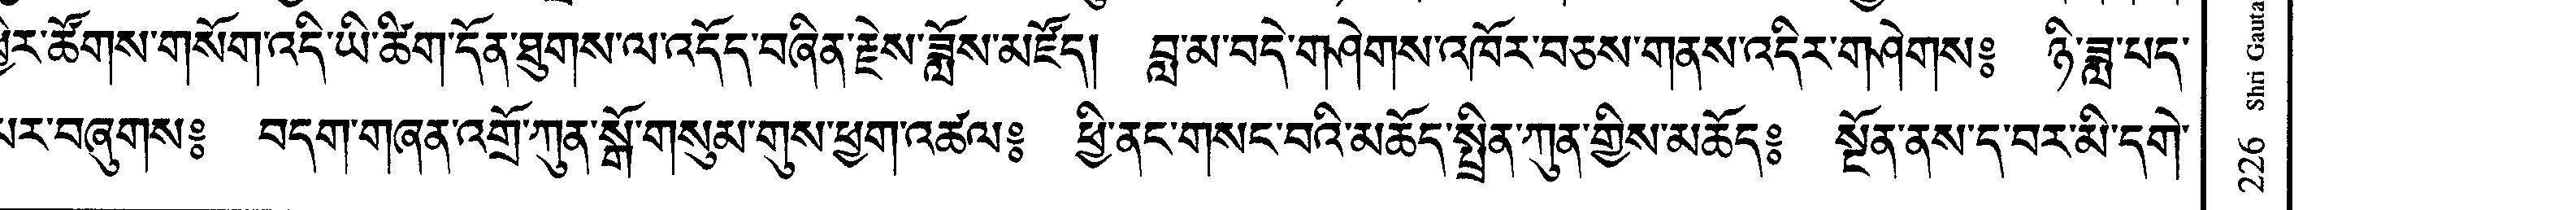 ཕྱིར་ཚོགས་གསོག་འདི་ཡི་ཚིག་དོན་ཐུགས་ལ་འདོད་བཞིན་རྗེས་ཟློས་མཛོད། བླ་མ་བདེ་གཤེགས་འཁོར་བཅས་གནས་འདིར་གཤེགས༔ ཉི་ཟླ་པད་
པར་བཞུགས༔ བདག་གཞན་འགྲོ་ཀུན་སྒོ་གསུམ་གུས་ཕྱག་འཚལ༔ ཕྱི་ནང་གསང་བའི་མཆོད་སྤྲིན་ཀུན་གྱིས་མཆོད༔ སྔོན་ནས་ད་བར་མི་དགེ་
226 Shri Gauta